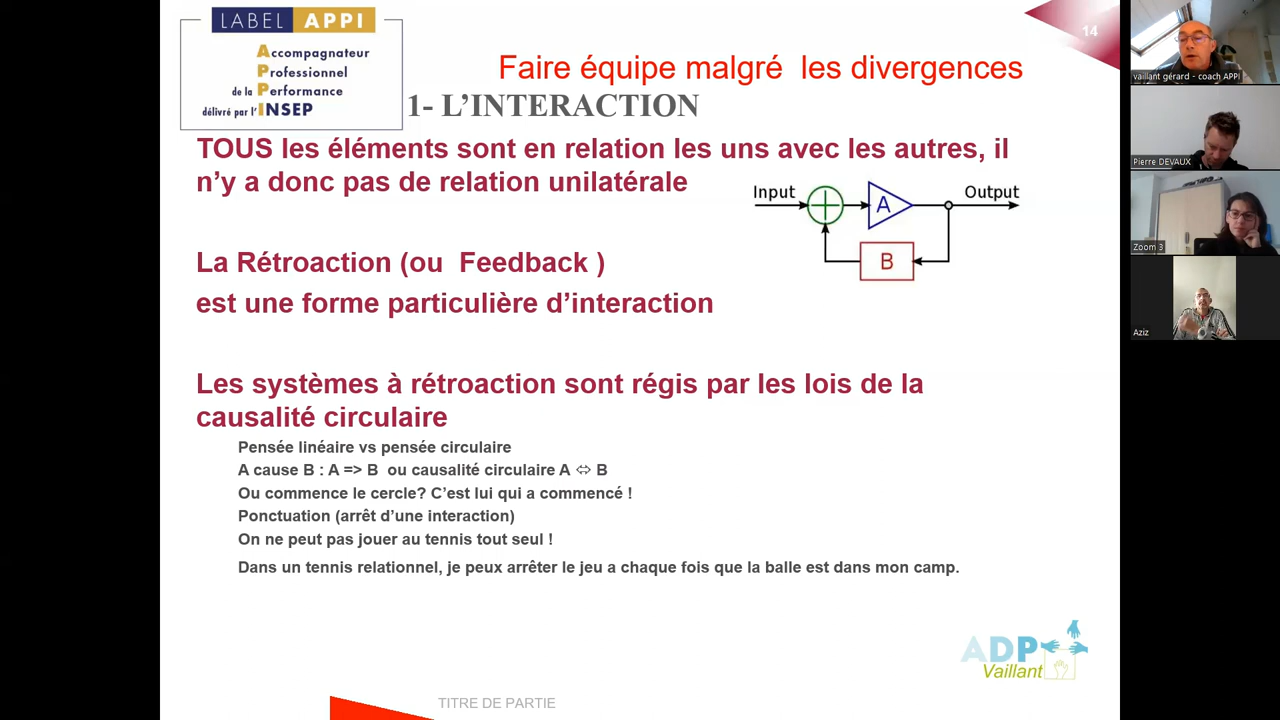 LABEL APPI
Accompagnateur
Professionnel
de la Performance
délivré par l'INSEP
14
Faire équipe malgré les divergences
1- L’INTERACTION
TOUS les éléments sont en relation les uns avec les autres, il
n’y a donc pas de relation unilatérale
Input
A
Output
B
La Rétroaction (ou Feedback )
est une forme particulière d’interaction
Les systèmes à rétroaction sont régis par les lois de la
causalité circulaire
Pensée linéaire vs pensée circulaire
A cause B : A => B ou causalité circulaire A ⇔ B
Ou commence le cercle? C’est lui qui a commencé !
Ponctuation (arrêt d’une interaction)
On ne peut pas jouer au tennis tout seul !
Dans un tennis relationnel, je peux arrêter le jeu a chaque fois que la balle est dans mon camp.
ADP
Vaillant
TITRE DE PARTIE
vaillant gérard - coach APPI
Pierre DEVAUX
Zoom 3
Aziz